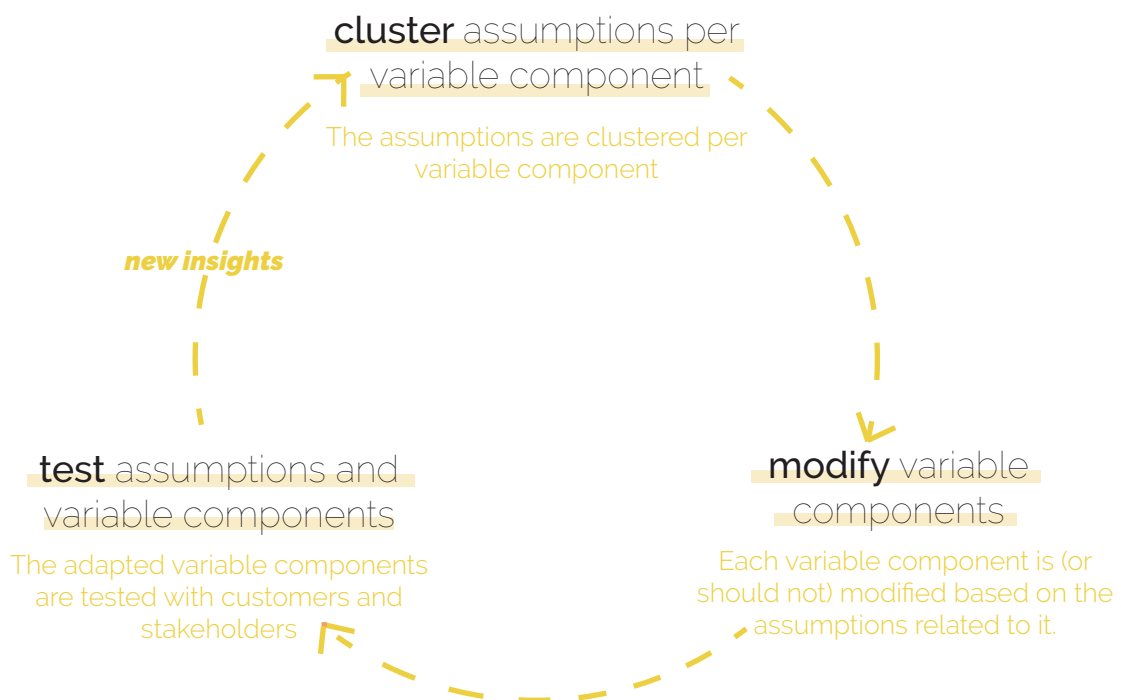 cluster assumptions per
variable component
The assumptions are clustered per
variable component
new insights
test assumptions and
variable components
The adapted variable components
are tested with customers and
stakeholders
modify variable
components
Each variable component is (or
should not) modified based on the
assumptions related to it.